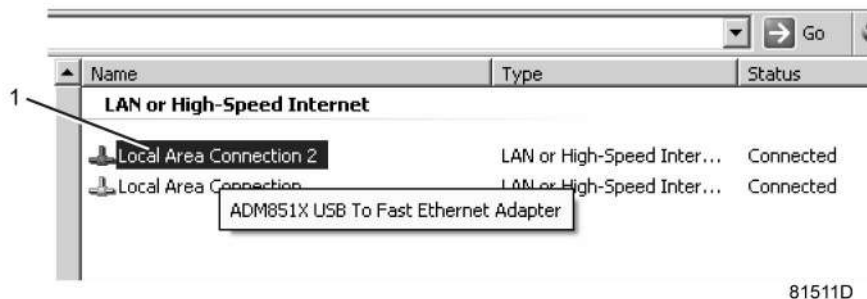 Go
Name Type Status
1
LAN or High-Speed Internet
Local Area Connection 2 LAN or High-Speed Inter... Connected
Local Area Connection LAN or High-Speed Inter... Connected
ADM851X USB To Fast Ethernet Adapter
81511D